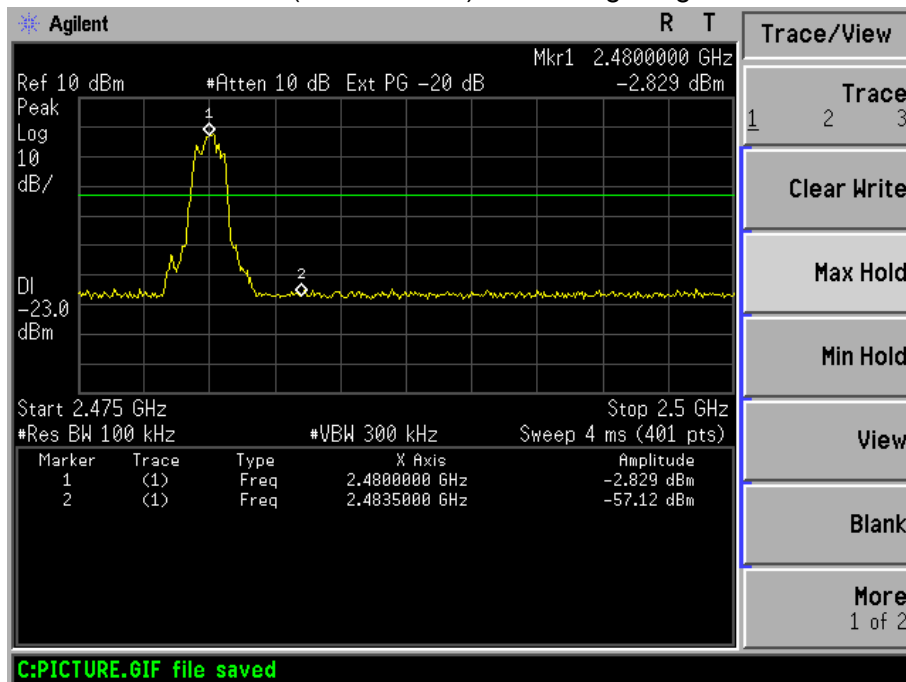 Agilent R T
Trace/View
Mkr1 2.4800000 GHz
Ref 10 dBm #Atten 10 dB Ext PG -20 dB -2.829 dBm
Peak
Log
10
dB/
1
2
DI
-23.0
dBm
Start 2.475 GHz Stop 2.5 GHz
#Res BW 100 kHz #VBW 300 kHz Sweep 4 ms (401 pts)
Marker Trace Type X Axis Amplitude
1 (1) Freq 2.4800000 GHz -2.829 dBm
2 (1) Freq 2.4835000 GHz -57.12 dBm
Trace
1 2 3
Clear Write
Max Hold
Min Hold
View
Blank
More
1 of 2
C:PICTURE.GIF file saved